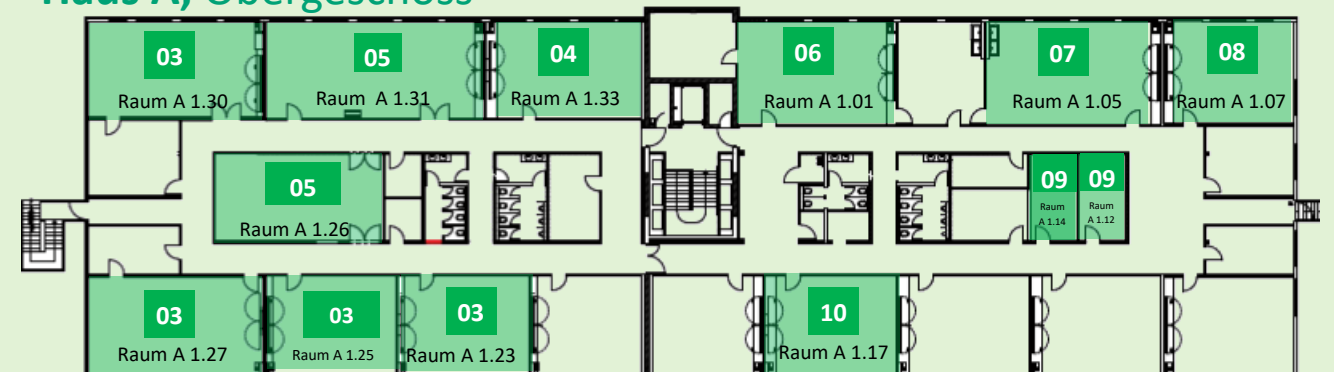 Haus A, Obergeschoss
03
Raum A 1.30
05
Raum A 1.31
04
Raum A 1.33
06
Raum A 1.01
07
Raum A 1.05
08
Raum A 1.07
05
Raum A 1.26
09
Raum
A 1.14
09
Raum
A 1.12
03
Raum A 1.27
03
Raum A 1.25
03
Raum A 1.23
10
Raum A 1.17